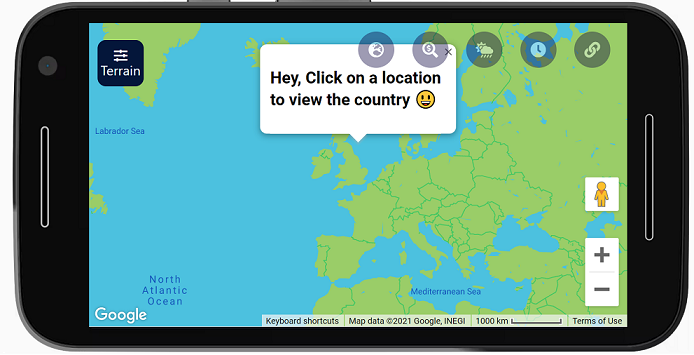 Terrain
Hey, Click on a location
to view the country 😃
Labrador Sea
North
Atlantic
Ocean
Mediterranean Sea
Google
Keyboard shortcuts
Map data ©2021 Google, INEGI
1000 km
Terms of Use